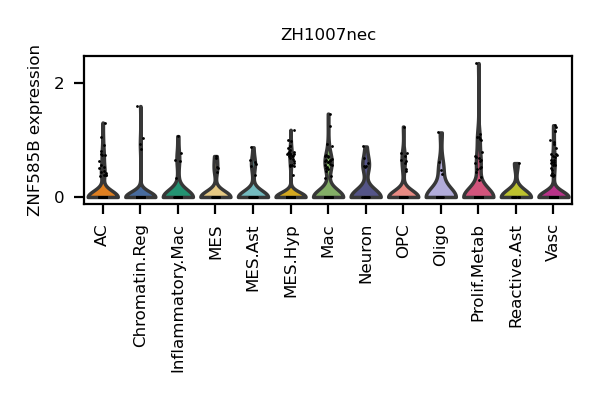 ZH1007nec
ZNF585B expression
2
0
AC
Chromatin.Reg
Inflammatory.Mac
MES
MES.Ast
MES.Hyp
Mac
Neuron
OPC
Oligo
Prolif.Metab
Reactive.Ast
Vasc